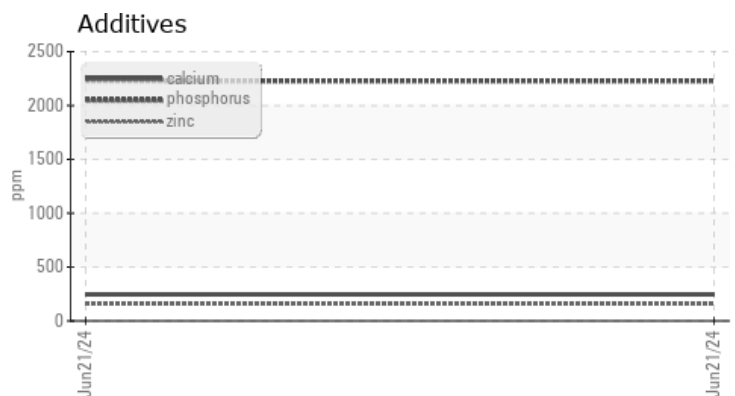 Additives
2500
2000
1500
1000
500
0
ppm
calcium
phosphorus
zinc
Jun21/24
Jun21/24